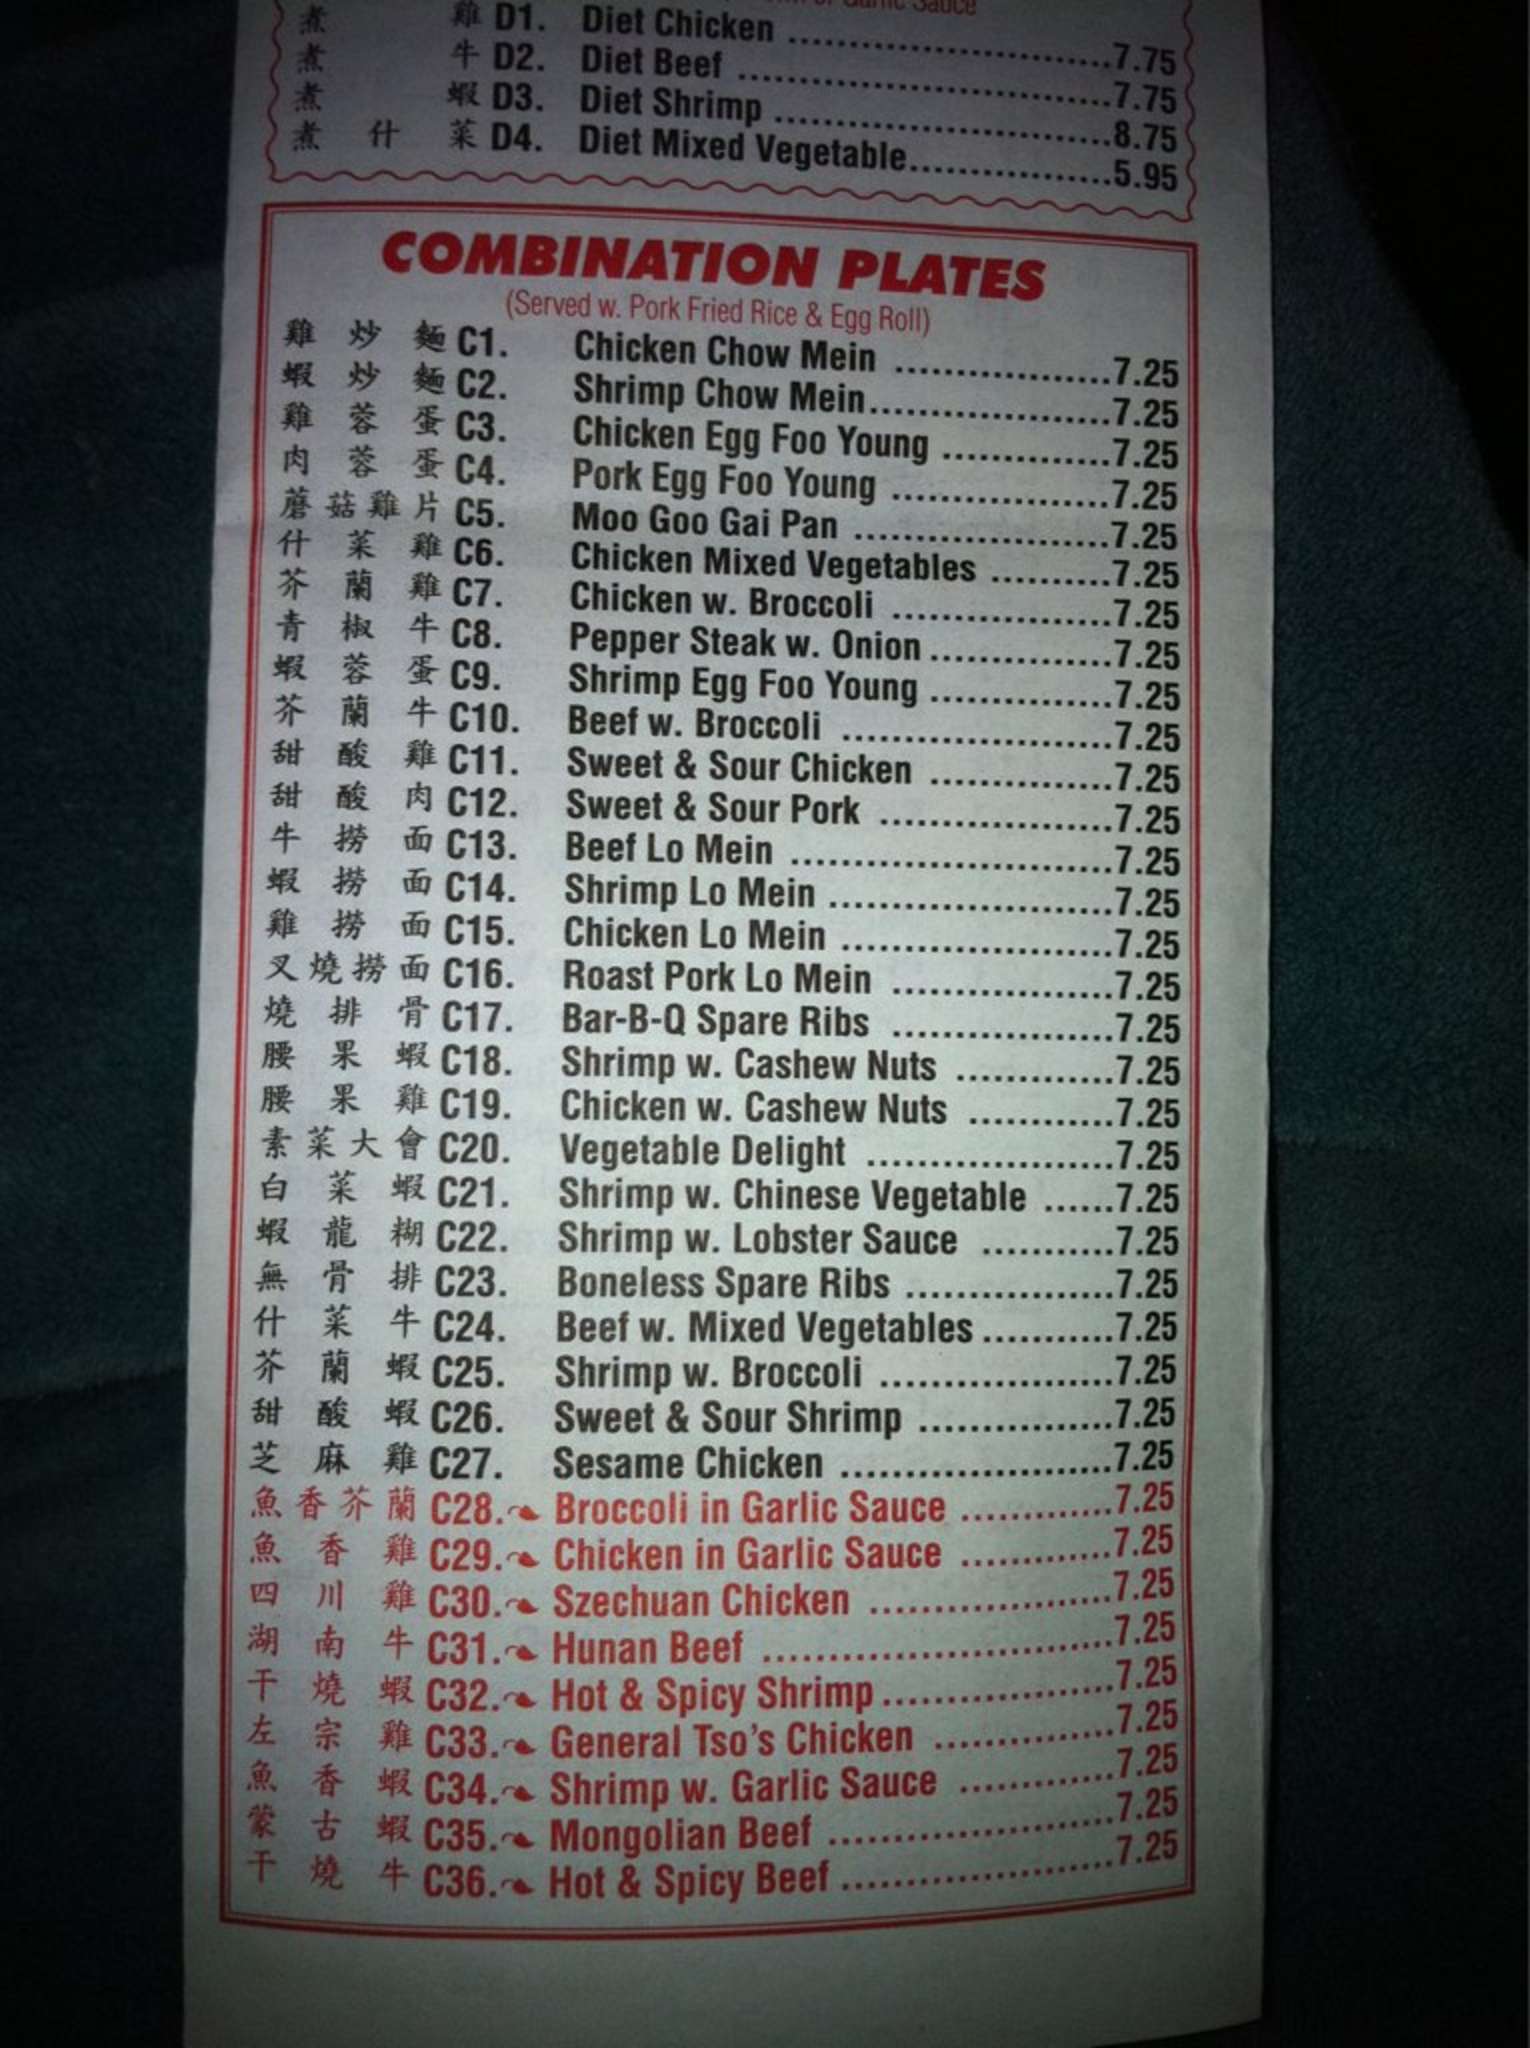 Garlic Sauce
煮 雞 D1. Diet Chicken ........ 7.75
煮 牛 D2. Diet Beef ........ 7.75
煮 蝦 D3. Diet Shrimp ........ 8.75
煮 什 菜 D4. Diet Mixed Vegetable ........ 5.95
COMBINATION PLATES
(Served w. Pork Fried Rice & Egg Roll)
雞 炒 麵 C1. Chicken Chow Mein ........ 7.25
蝦 炒 麵 C2. Shrimp Chow Mein ........ 7.25
雞 蓉 蛋 C3. Chicken Egg Foo Young ........ 7.25
肉 蓉 蛋 C4. Pork Egg Foo Young ........ 7.25
蘑 菇 雞 片 C5. Moo Goo Gai Pan ........ 7.25
什 菜 雞 C6. Chicken Mixed Vegetables ........ 7.25
芥 蘭 雞 C7. Chicken w. Broccoli ........ 7.25
青 椒 牛 C8. Pepper Steak w. Onion ........ 7.25
蝦 蓉 蛋 C9. Shrimp Egg Foo Young ........ 7.25
芥 蘭 牛 C10. Beef w. Broccoli ........ 7.25
甜 酸 雞 C11. Sweet & Sour Chicken ........ 7.25
甜 酸 肉 C12. Sweet & Sour Pork ........ 7.25
牛 撈 面 C13. Beef Lo Mein ........ 7.25
蝦 撈 面 C14. Shrimp Lo Mein ........ 7.25
雞 撈 面 C15. Chicken Lo Mein ........ 7.25
叉 燒 撈 面 C16. Roast Pork Lo Mein ........ 7.25
燒 排 骨 C17. Bar-B-Q Spare Ribs ........ 7.25
腰 果 蝦 C18. Shrimp w. Cashew Nuts ........ 7.25
腰 果 雞 C19. Chicken w. Cashew Nuts ........ 7.25
素 菜 大 會 C20. Vegetable Delight ........ 7.25
白 菜 蝦 C21. Shrimp w. Chinese Vegetable ...... 7.25
蝦 龍 糊 C22. Shrimp w. Lobster Sauce ........ 7.25
無 骨 排 C23. Boneless Spare Ribs ........ 7.25
什 菜 牛 C24. Beef w. Mixed Vegetables ........ 7.25
芥 蘭 蝦 C25. Shrimp w. Broccoli ........ 7.25
甜 酸 蝦 C26. Sweet & Sour Shrimp ........ 7.25
芝 麻 雞 C27. Sesame Chicken ........ 7.25
魚 香 芥 蘭 C28. Broccoli in Garlic Sauce ........ 7.25
魚 香 雞 C29. Chicken in Garlic Sauce ........ 7.25
四 川 雞 C30. Szechuan Chicken ........ 7.25
湖 南 牛 C31. Hunan Beef ........ 7.25
干 燒 蝦 C32. Hot & Spicy Shrimp ........ 7.25
左 宗 雞 C33. General Tso's Chicken ........ 7.25
魚 香 蝦 C34. Shrimp w. Garlic Sauce ........ 7.25
蒙 古 蝦 C35. Mongolian Beef ........ 7.25
干 燒 牛 C36. Hot & Spicy Beef ........ 7.25